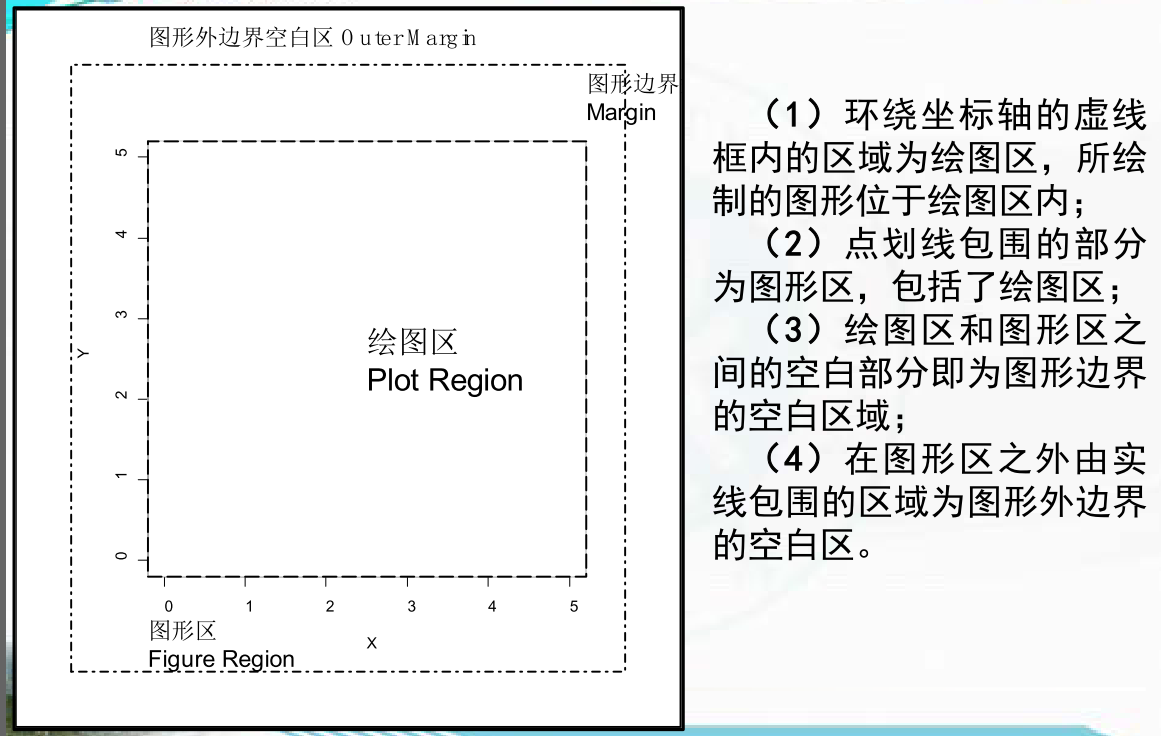 图形外边界空白区 OuterMargin
图形边界
Margin
5
4
3
2
1
0
Y
绘图区
Plot Region
0 1 2 3 4 5
X
图形区
Figure Region
（1）环绕坐标轴的虚线
框内的区域为绘图区，所绘
制的图形位于绘图区内；
（2）点划线包围的部分
为图形区，包括了绘图区；
（3）绘图区和图形区之
间的空白部分即为图形边界
的空白区域；
（4）在图形区之外由实
线包围的区域为图形外边界
的空白区。